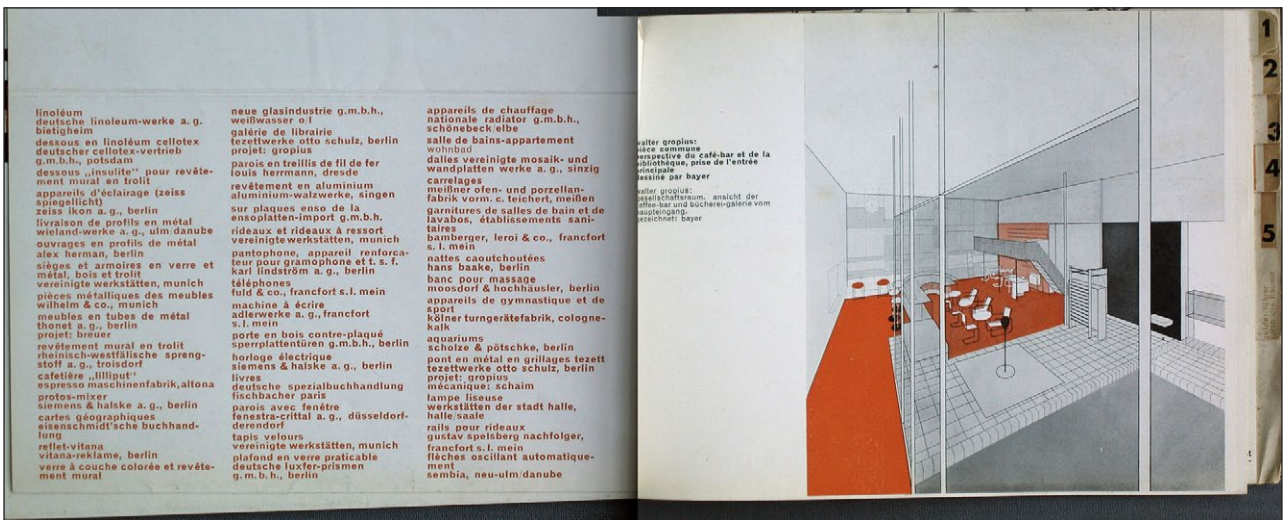 linoléum
deutsche linoleum-werke a. g.
bietigheim
dessous en linoléum cellotex
deutscher cellotex-vertrieb
g.m.b.h., potsdam
dessous „insulite“ pour revête-
ment mural en trolit
appareils d'éclairage (zeiss
spiegellicht)
zeiss ikon a. g., berlin
livraison de profils en métal
wieland-werke a. g., ulm/danube
ouvrages en profils de métal
alex herman, berlin
sièges et armoires en verre et
métal, bois et trolit
vereinigte werkstätten, munich
pièces métalliques des meubles
wilhelm & co., munich
meubles en tubes de métal
thonet a. g., berlin
projet: breuer
revêtement mural en trolit
rheinisch-westfälische spreng-
stoff a. g., troisdorf
cafetière „lilliput“
espresso maschinenfabrik, altona
protos-mixer
siemens & halske a. g., berlin
cartes géographiques
eisenschmidt'sche buchhand-
lung
reflet-vitana
vitana-reklame, berlin
verre à couche colorée et revête-
ment mural
neue glasindustrie g.m.b.h.,
weißwasser o/l
galérie de librairie
tezettwerke otto schulz, berlin
projet: gropius
parois en treillis de fil de fer
louis herrmann, dresde
revêtement en aluminium
aluminium-walzwerke, singen
sur plaques enso de la
ensoplatten-import g.m.b.h.
rideaux et rideaux à ressort
vereinigte werkstätten, munich
pantophone, appareil renforca-
teur pour gramophone et t. s. f.
karl lindström a. g., berlin
téléphones
fuld & co., francfort s. l. mein
machine à écrire
adlerwerke a. g., francfort
s. l. mein
porte en bois contre-plaqué
sperrplattentüren g.m.b.h., berlin
horloge électrique
siemens & halske a. g., berlin
livres
deutsche spezialbuchhandlung
fischbacher paris
parois avec fenêtre
fenestra-crittal a. g., düsseldorf-
derendorf
tapis velours
vereinigte werkstätten, munich
plafond en verre praticable
deutsche luxfer-prismen
g. m. b. h., berlin
appareils de chauffage
nationale radiator g.m.b.h.,
schönebeck/elbe
salle de bains-appartement
wohnbad
dalles vereinigte mosaik- und
wandplatten werke a. g., sinzig
carrelages
meißner ofen- und porzellan-
fabrik vorm. c. teichert, meißen
garnitures de salles de bain et de
lavabos, établissements sani-
taires
bamberger, leroi & co., francfort
s. l. mein
nattes caoutchoutées
hans baake, berlin
banc pour massage
mosdorf & hochhäusler, berlin
appareils de gymnastique et de
sport
kölner turngerätefabrik, cologne-
kalk
aquariums
scholze & pötschke, berlin
pont en métal en grillages tezett
tezettwerke otto schulz, berlin
projet: gropius
mécanique: schaim
lampe liseuse
werkstätten der stadt halle,
halle/saale
rails pour rideaux
gustav spelsberg nachfolger,
francfort s. l. mein
flèches oscillant automatique-
ment
sembia, neu-ulm/danube
walter gropius:
pièce commune
perspective du café-bar et de la
bibliothèque, prise de l'entrée
principale
dessiné par bayer
walter gropius:
gesellschaftsraum, ansicht der
kaffee-bar und bücherei-galerie vom
haupteingang.
gezeichnet: bayer
1
2
3
4
5